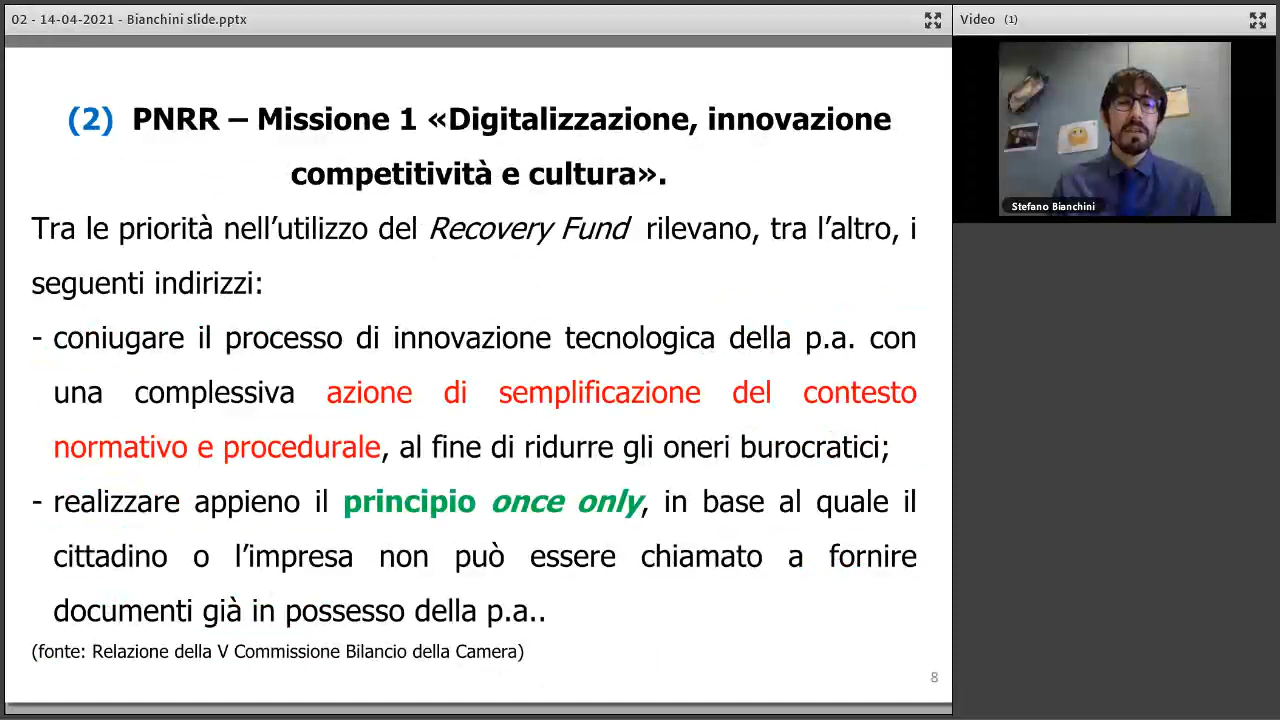 02 - 14-04-2021 - Bianchini slide.pptx
Video (1)
(2) PNRR – Missione 1 «Digitalizzazione, innovazione
competitività e cultura».
Tra le priorità nell’utilizzo del Recovery Fund rilevano, tra l’altro, i
seguenti indirizzi:
- coniugare il processo di innovazione tecnologica della p.a. con
una complessiva azione di semplificazione del contesto
normativo e procedurale, al fine di ridurre gli oneri burocratici;
- realizzare appieno il principio once only, in base al quale il
cittadino o l’impresa non può essere chiamato a fornire
documenti già in possesso della p.a..
(fonte: Relazione della V Commissione Bilancio della Camera)
8
Stefano Bianchini